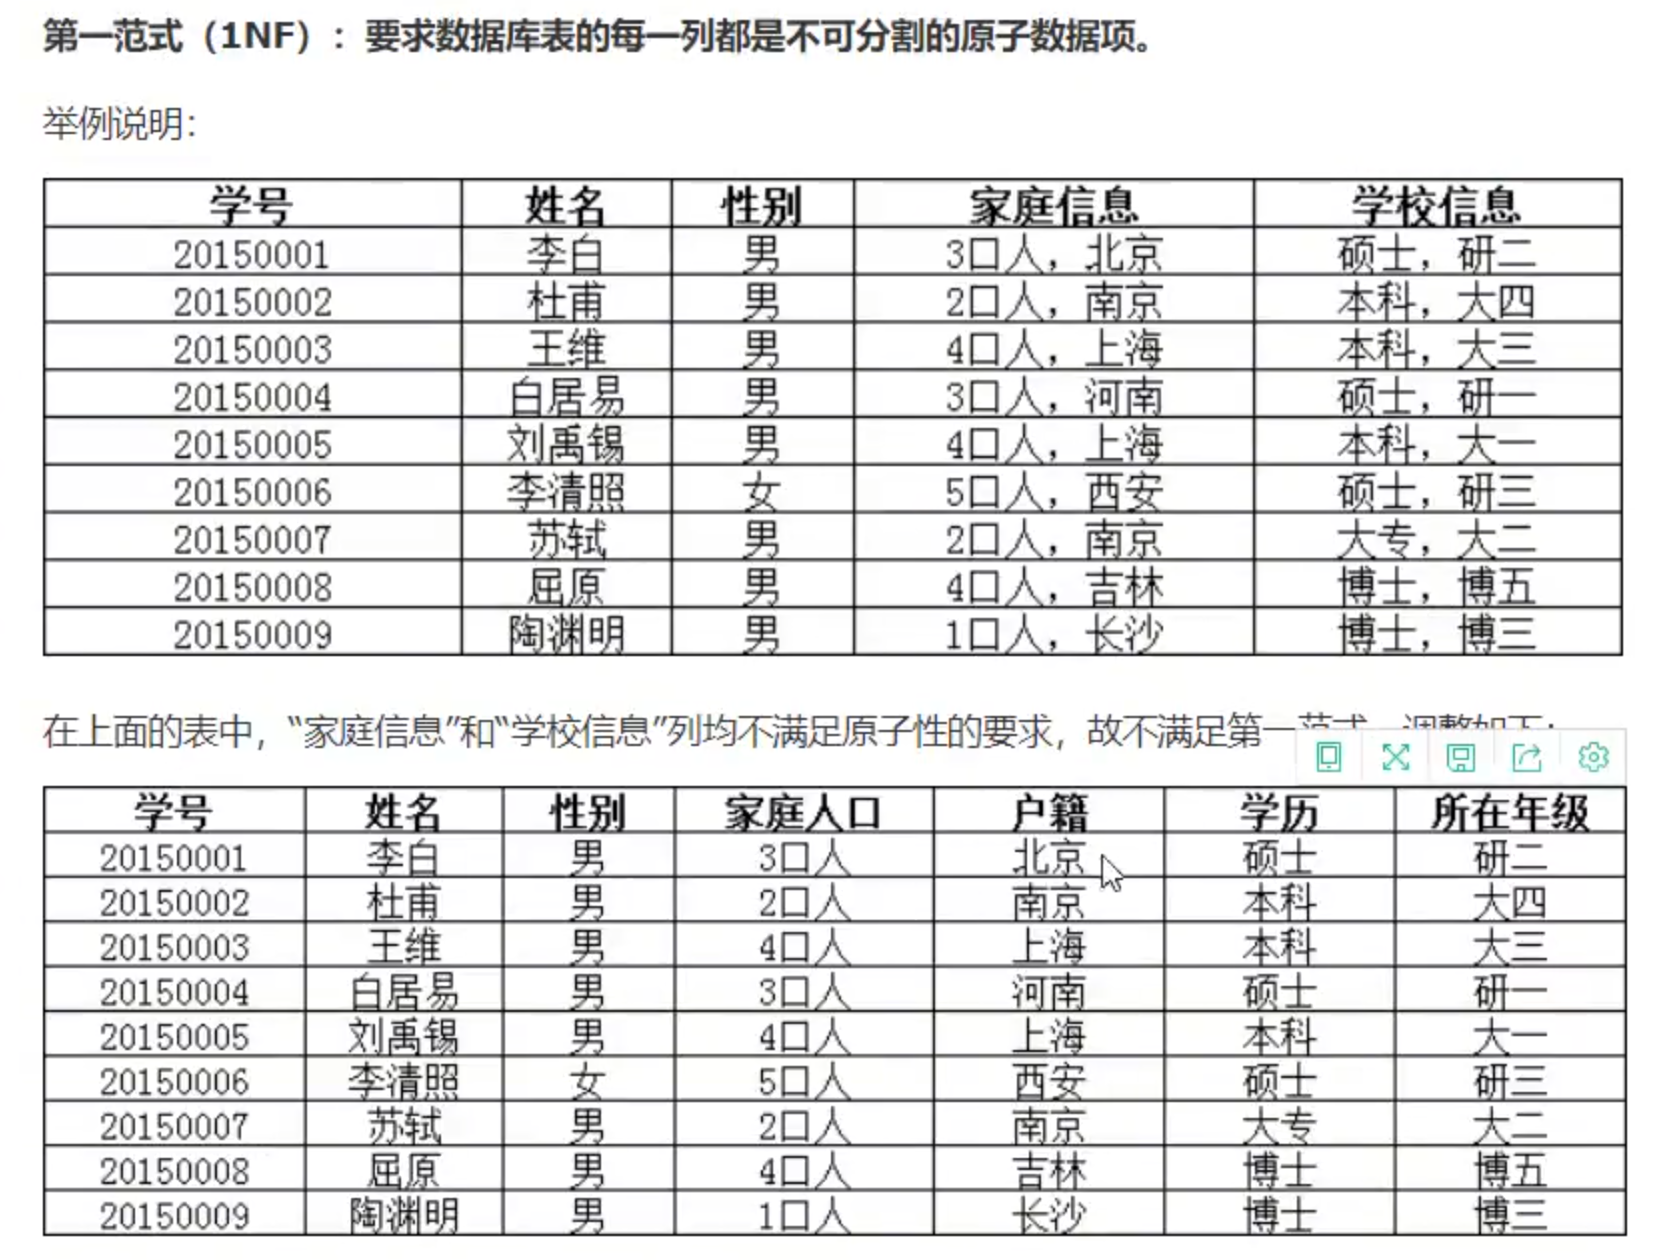 第一范式（1NF）：要求数据库表的每一列都是不可分割的原子数据项。
举例说明：
学号 姓名 性别 家庭信息 学校信息
20150001 李白 男 3口人，北京 硕士，研二
20150002 杜甫 男 2口人，南京 本科，大四
20150003 王维 男 4口人，上海 本科，大三
20150004 白居易 男 3口人，河南 硕士，研一
20150005 刘禹锡 男 4口人，上海 本科，大一
20150006 李清照 女 5口人，西安 硕士，研三
20150007 苏轼 男 2口人，南京 大专，大二
20150008 屈原 男 4口人，吉林 博士，博五
20150009 陶渊明 男 1口人，长沙 博士，博三
在上面的表中，“家庭信息”和“学校信息”列均不满足原子性的要求，故不满足第一范式，调整如下：
学号 姓名 性别 家庭人口 户籍 学历 所在年级
20150001 李白 男 3口人 北京 硕士 研二
20150002 杜甫 男 2口人 南京 本科 大四
20150003 王维 男 4口人 上海 本科 大三
20150004 白居易 男 3口人 河南 硕士 研一
20150005 刘禹锡 男 4口人 上海 本科 大一
20150006 李清照 女 5口人 西安 硕士 研三
20150007 苏轼 男 2口人 南京 大专 大二
20150008 屈原 男 4口人 吉林 博士 博五
20150009 陶渊明 男 1口人 长沙 博士 博三